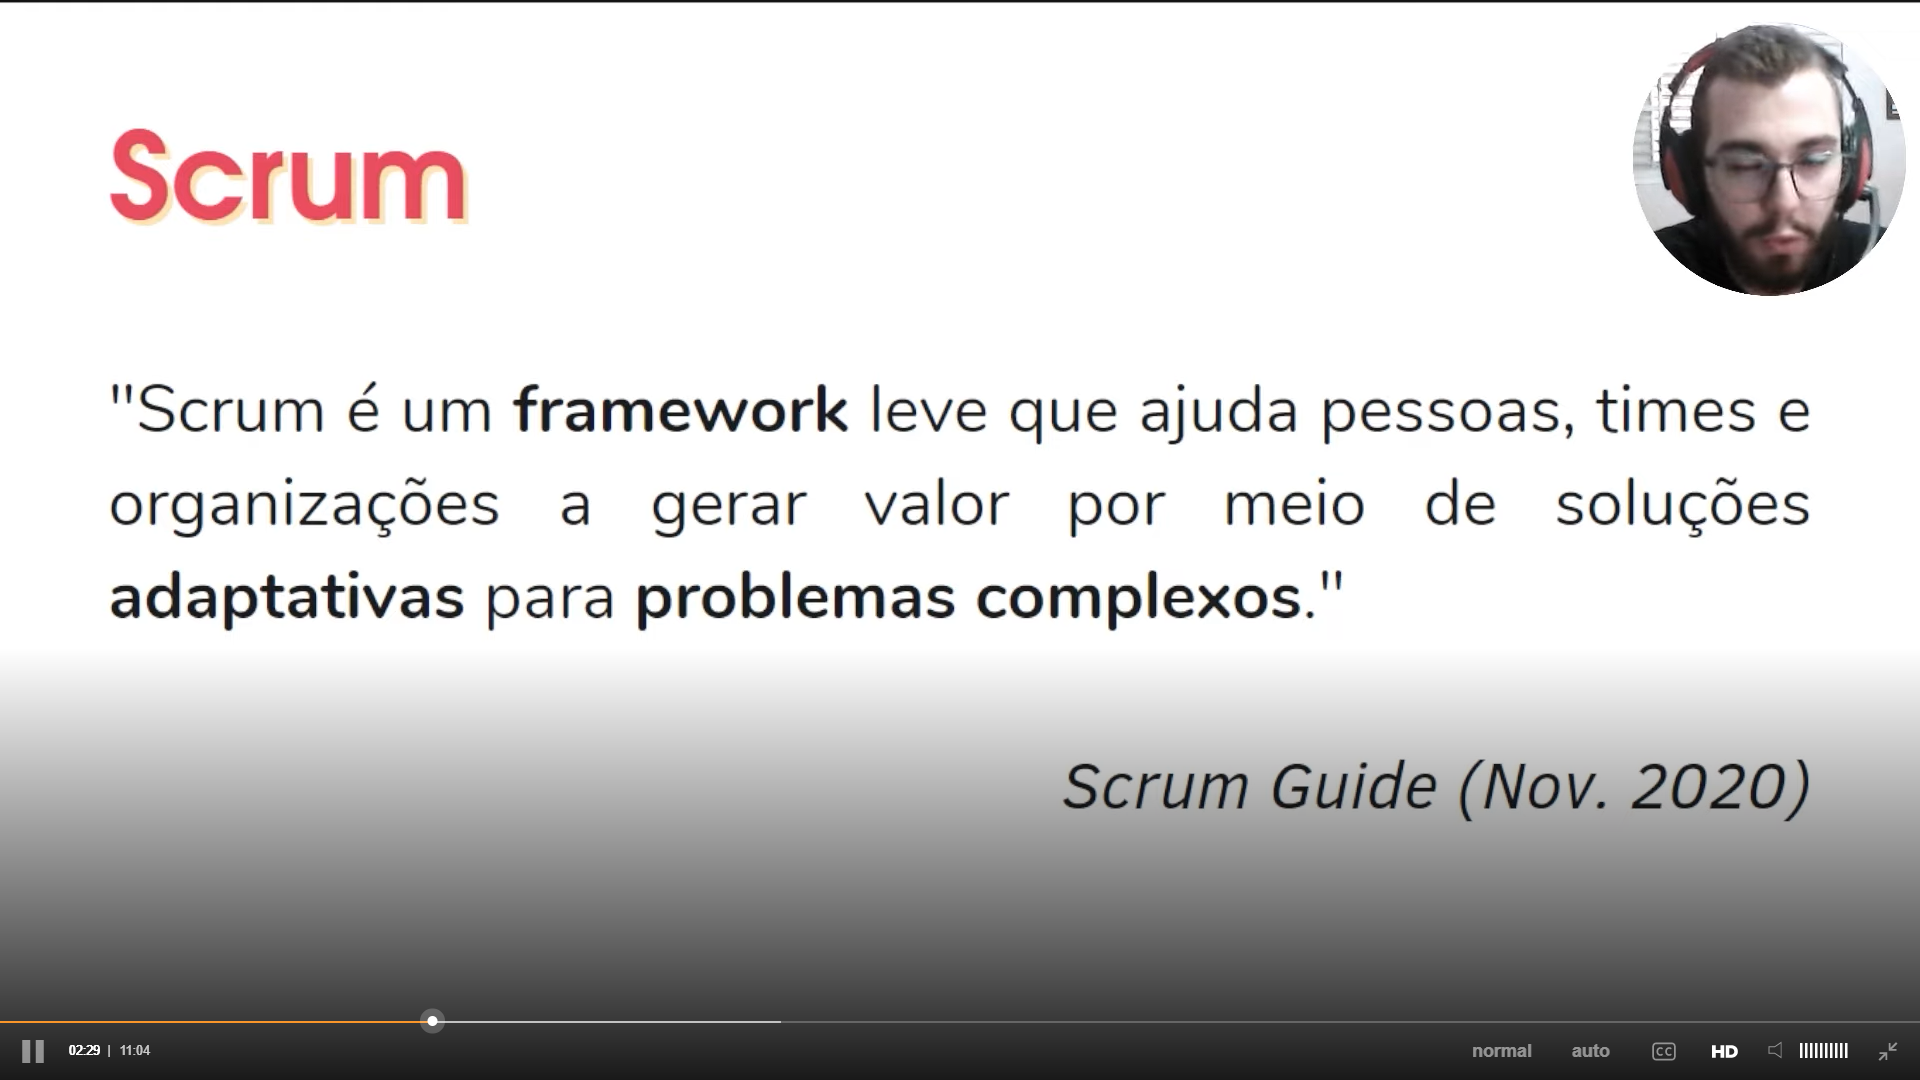 Scrum
"Scrum é um framework leve que ajuda pessoas, times e
organizações a gerar valor por meio de soluções
adaptativas para problemas complexos."
Scrum Guide (Nov. 2020)
02:29 | 11:04
normal auto CC HD